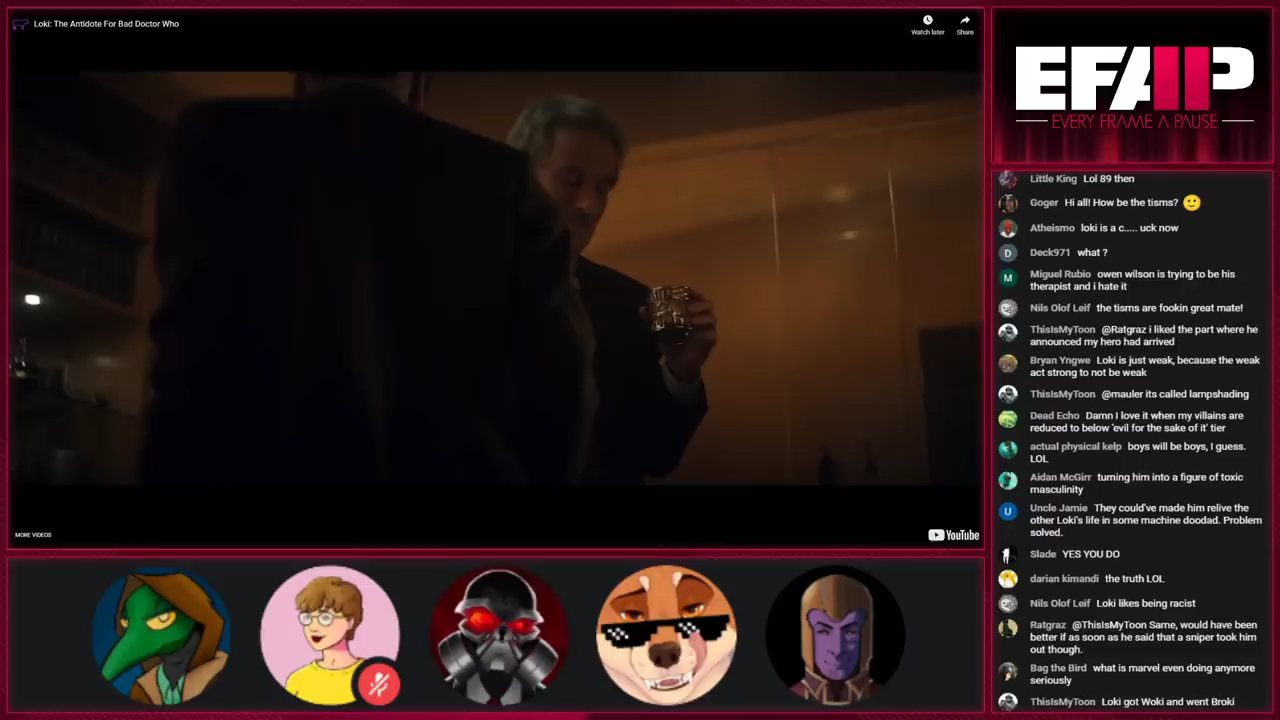 Loki: The Antidote For Bad Doctor Who
Watch later
Share
MORE VIDEOS
YouTube
EFAP
EVERY FRAME A PAUSE
Little King Lol 89 then
Goger Hi all! How be the tisms? 🙂
Atheismo loki is a c..... uck now
D
Deck971 what ?
M
Miguel Rubio owen wilson is trying to be his
therapist and i hate it
Nils Olof Leif the tisms are fookin great mate!
ThisIsMyToon @Ratgraz i liked the part where he
announced my hero had arrived
Bryan Yngwe Loki is just weak, because the weak
act strong to not be weak
ThisIsMyToon @mauler its called lampshading
Dead Echo Damn I love it when my villains are
reduced to below 'evil for the sake of it' tier
actual physical kelp boys will be boys, I guess.
LOL
Aidan McGirr turning him into a figure of toxic
masculinity
U
Uncle Jamie They could've made him relive the
other Loki's life in some machine doodad. Problem
solved.
Slade YES YOU DO
darian kimandi the truth LOL
Nils Olof Leif Loki likes being racist
Ratgraz @ThisIsMyToon Same, would have been
better if as soon as he said that a sniper took him
out though.
Bag the Bird what is marvel even doing anymore
seriously
ThisIsMyToon Loki got Woki and went Broki